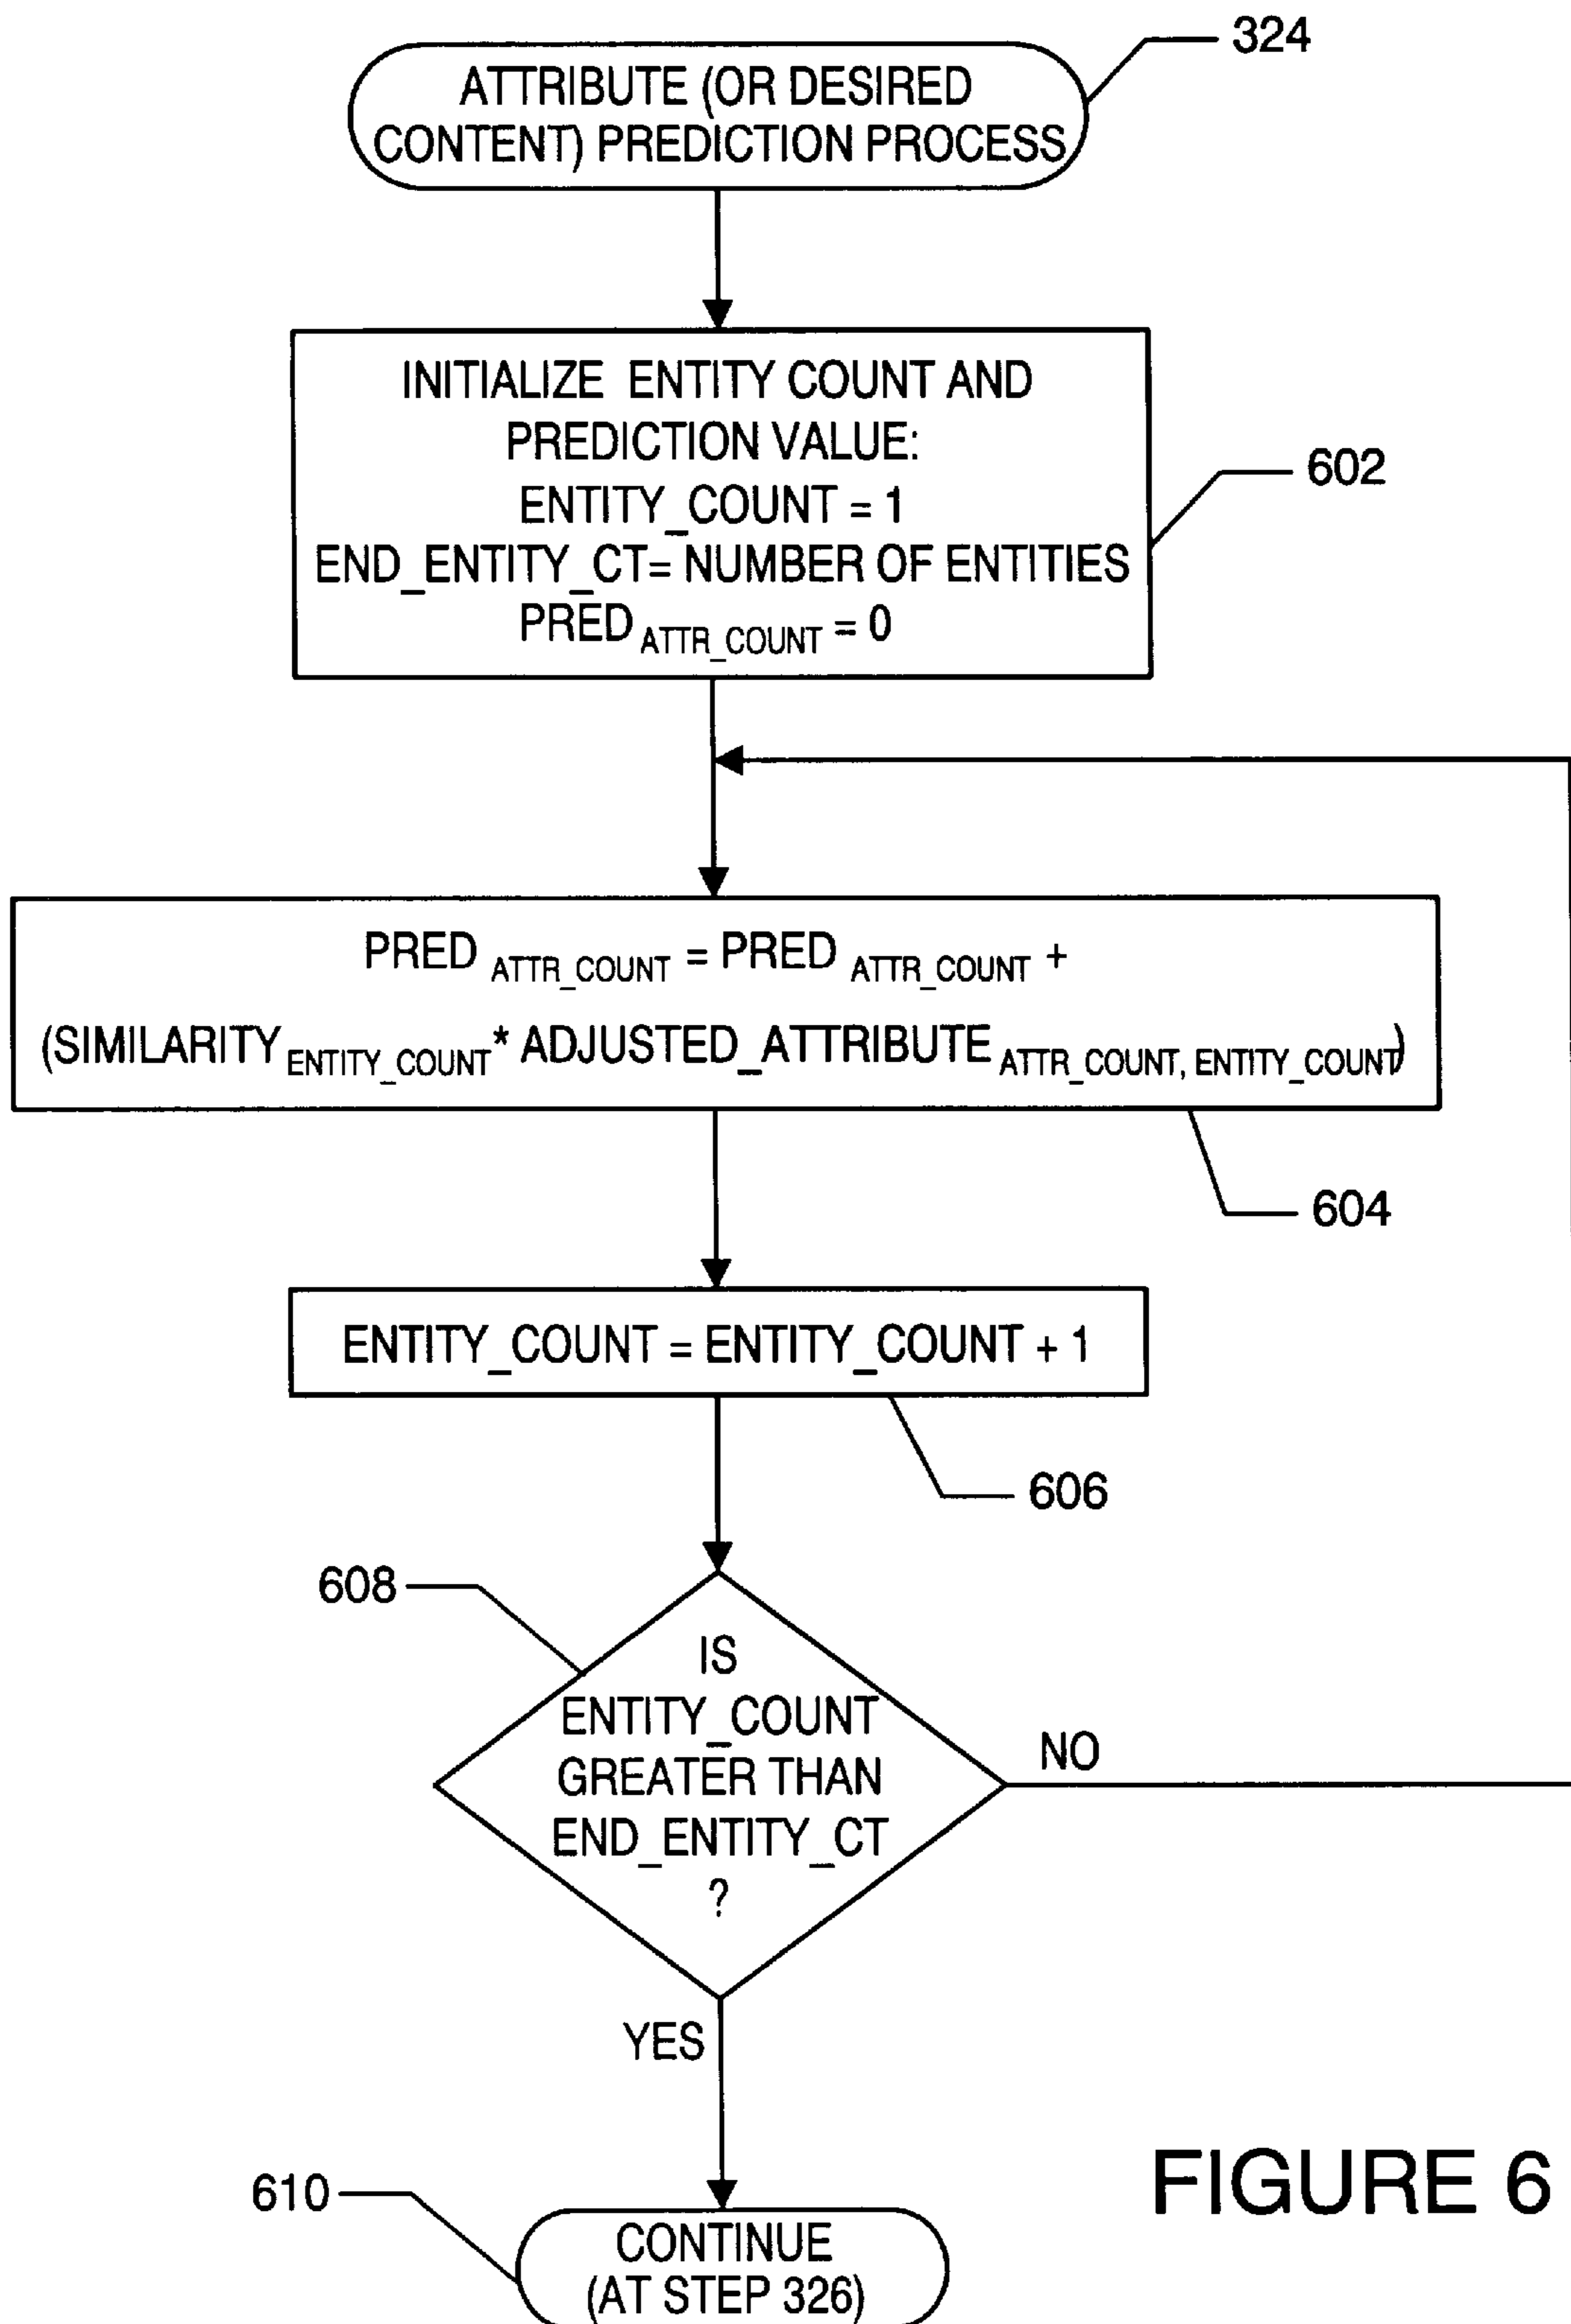 324
ATTRIBUTE (OR DESIRED
CONTENT) PREDICTION PROCESS
INITIALIZE ENTITY COUNT AND
PREDICTION VALUE:
ENTITY_COUNT = 1
END_ENTITY_CT= NUMBER OF ENTITIES
PRED ATTR_COUNT = 0
602
PRED ATTR_COUNT = PRED ATTR_COUNT +
(SIMILARITY ENTITY_COUNT * ADJUSTED_ATTRIBUTE ATTR_COUNT, ENTITY_COUNT)
604
ENTITY_COUNT = ENTITY_COUNT + 1
606
608
IS
ENTITY_COUNT
GREATER THAN
END_ENTITY_CT
?
NO
YES
610
CONTINUE
(AT STEP 326)
FIGURE 6